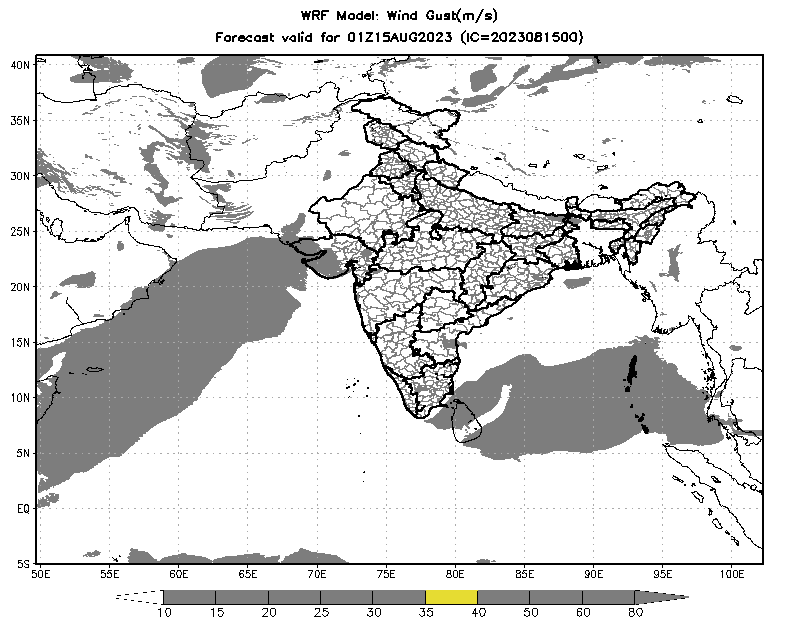 WRF Model: Wind Gust(m/s)
Forecast valid for 01Z15AUG2023 (IC=2023081500)
40N
35N
30N
25N
20N
15N
10N
5N
EQ
5S
50E 55E 60E 65E 70E 75E 80E 85E 90E 95E 100E
10 15 20 25 30 35 40 50 60 80